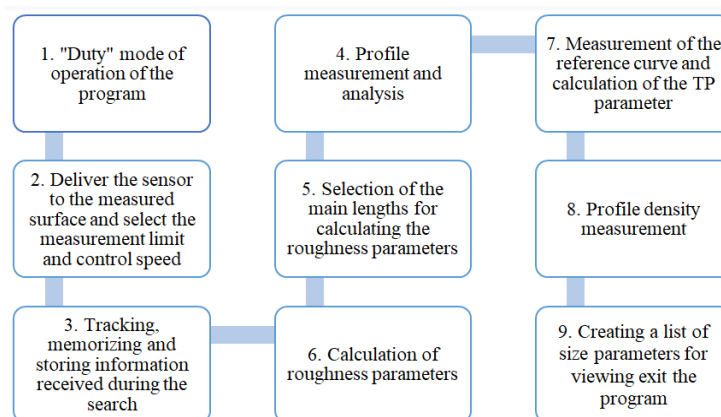 1. "Duty" mode of
operation of the
program
2. Deliver the sensor
to the measured
surface and select the
measurement limit
and control speed
3. Tracking,
memorizing and
storing information
received during the
search
4. Profile
measurement and
analysis
5. Selection of the
main lengths for
calculating the
roughness parameters
6. Calculation of
roughness parameters
7. Measurement of the
reference curve and
calculation of the TP
parameter
8. Profile density
measurement
9. Creating a list of
size parameters for
viewing exit the
program